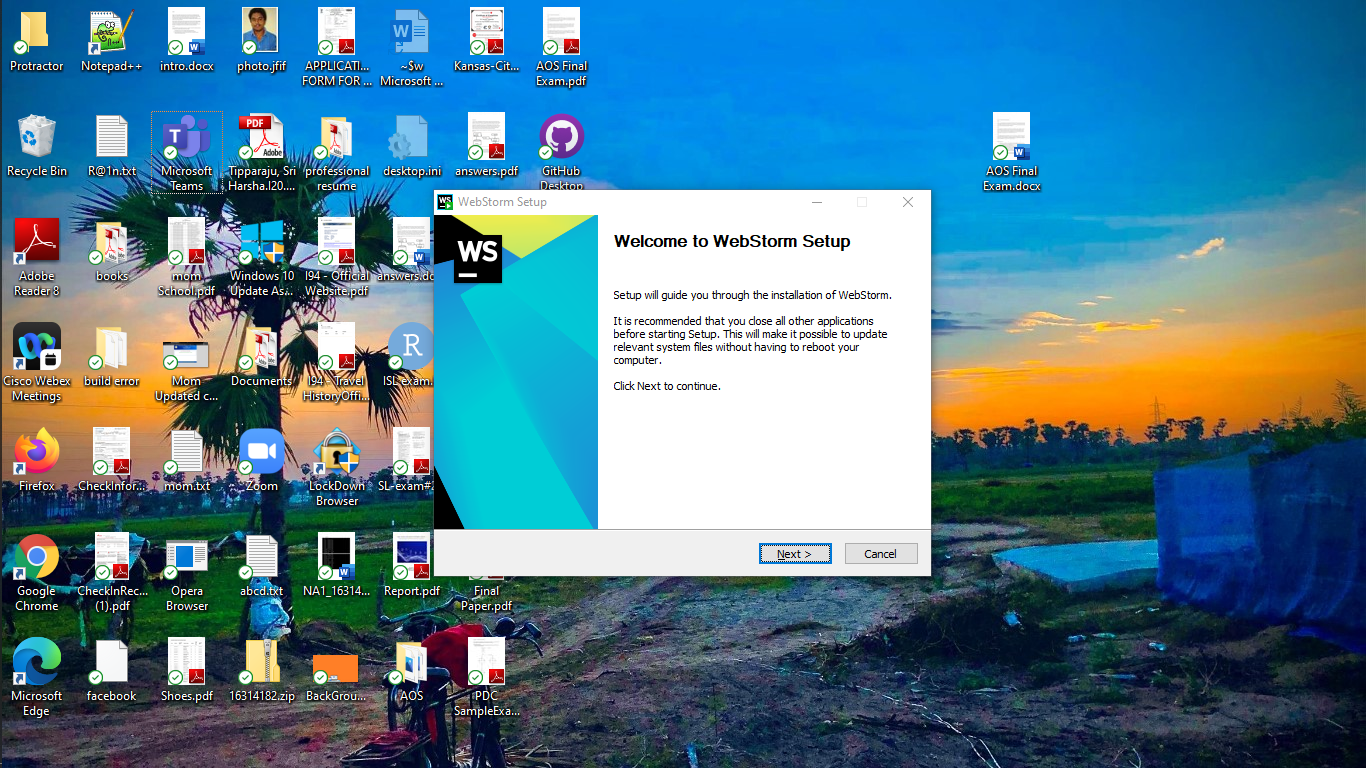 Protractor
Notepad++
intro.docx
photo.jfif
APPLICATI...
FORM FOR ...
~$w
Microsoft ...
Kansas-Cit...
AOS Final
Exam.pdf
Recycle Bin
R@1n.txt
Microsoft
Teams
PDF
Adobe
Tipparaju, Sri
Harsha.I20....
professional
resume
desktop.ini
answers.pdf
GitHub
Desktop
AOS Final
Exam.docx
Adobe
Reader 8
books
mom
School.pdf
Windows 10
Update As...
I94 - Official
Website.pdf
answers.do
Cisco Webex
Meetings
build error
Mom
Updated c...
Documents
I94 - Travel
HistoryOffi...
R
ISL exam.
Firefox
CheckInfor...
mom.txt
Zoom
LockDown
Browser
SL-exam#2
Google
Chrome
CheckInRec...
(1).pdf
Opera
Browser
abcd.txt
NA1_16314...
Report.pdf
Final
Paper.pdf
Microsoft
Edge
facebook
Shoes.pdf
16314182.zip
BackGrou...
AOS
PDC
SampleExa...
WS WebStorm Setup
WS
Welcome to WebStorm Setup
Setup will guide you through the installation of WebStorm.
It is recommended that you close all other applications
before starting Setup. This will make it possible to update
relevant system files without having to reboot your
computer.
Click Next to continue.
Next >
Cancel